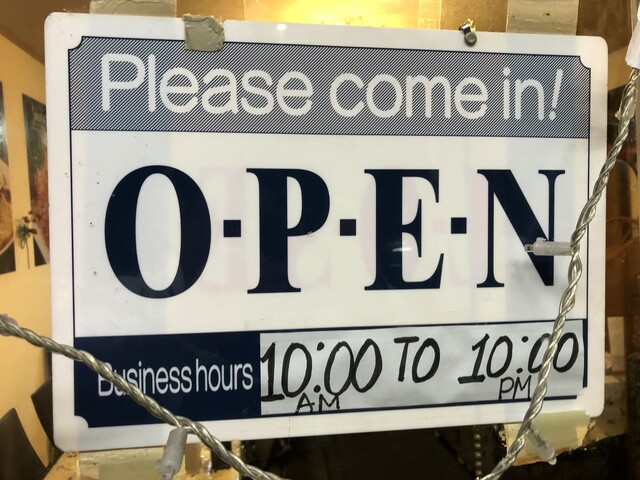 Please come in!
O·P·E·N
Business hours 10:00 TO 10:00
AM PM